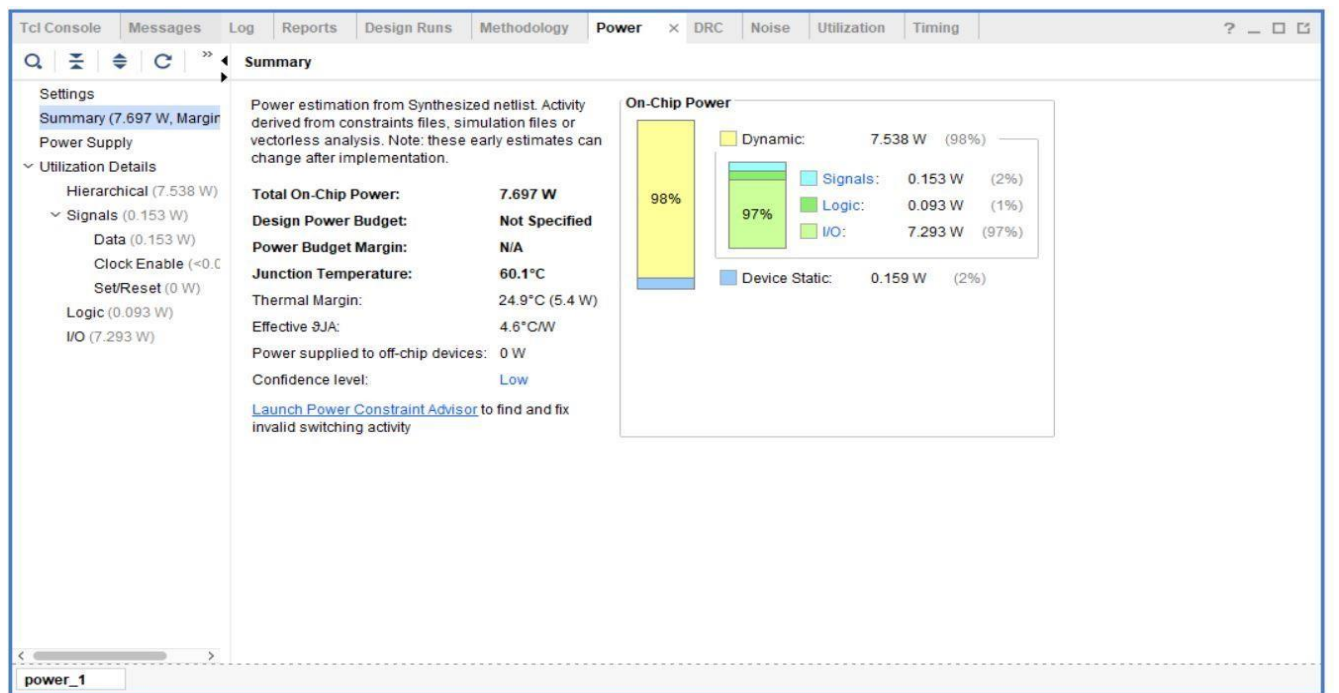 Tcl Console Messages Log Reports Design Runs Methodology Power × DRC Noise Utilization Timing ? _
Summary
Settings
Summary (7.697 W, Margin
Power Supply
Utilization Details
Hierarchical (7.538 W)
Signals (0.153 W)
Data (0.153 W)
Clock Enable (<0.0
Set/Reset (0 W)
Logic (0.093 W)
I/O (7.293 W)
Power estimation from Synthesized netlist. Activity
derived from constraints files, simulation files or
vectorless analysis. Note: these early estimates can
change after implementation.
Total On-Chip Power: 7.697 W
Design Power Budget: Not Specified
Power Budget Margin: N/A
Junction Temperature: 60.1°C
Thermal Margin: 24.9°C (5.4 W)
Effective ϑJA: 4.6°C/W
Power supplied to off-chip devices: 0 W
Confidence level: Low
Launch Power Constraint Advisor to find and fix
invalid switching activity
On-Chip Power
98%
Dynamic: 7.538 W (98%)
97%
Signals: 0.153 W (2%)
Logic: 0.093 W (1%)
I/O: 7.293 W (97%)
Device Static: 0.159 W (2%)
power_1